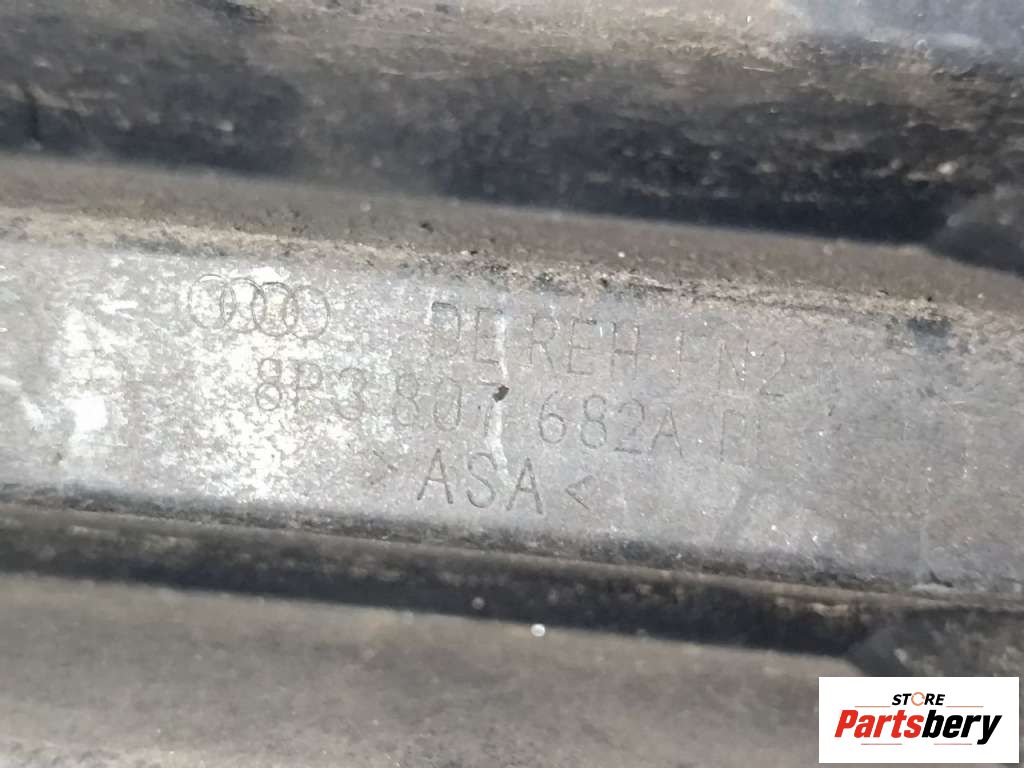 DE REH FN2
8P3 807 682A
>ASA<
STORE
Partsbery